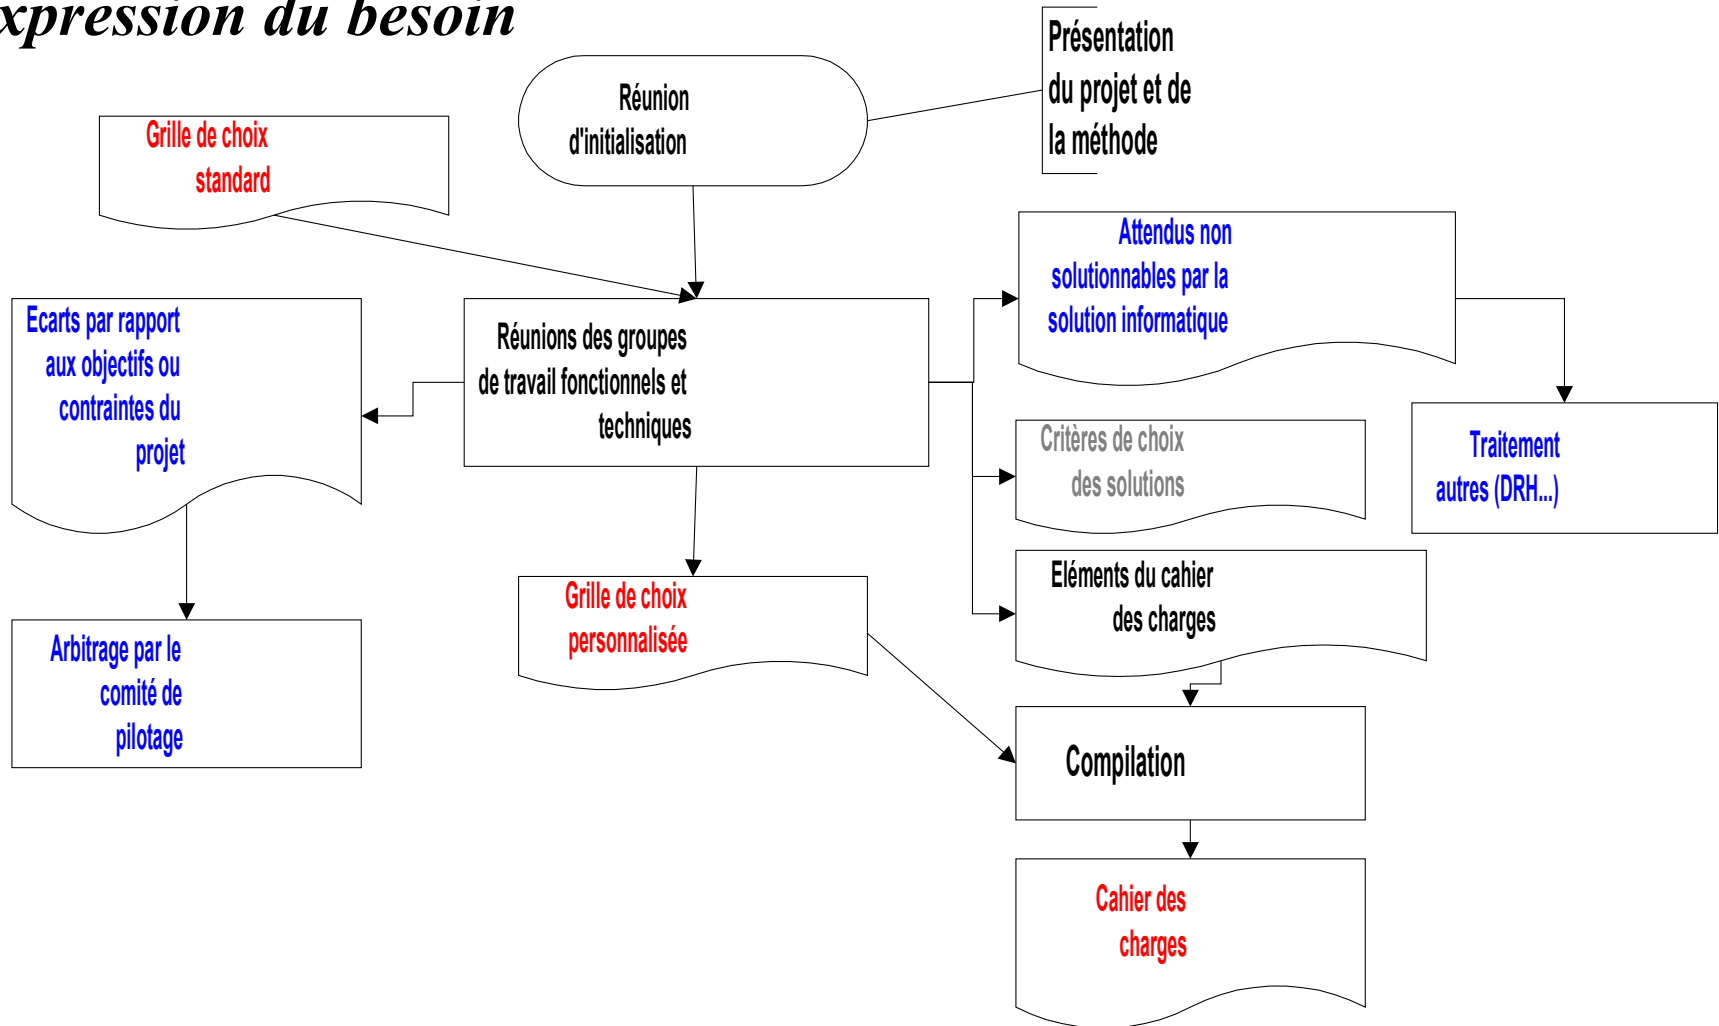 xpression du besoin
Présentation
du projet et de
la méthode
Réunion
d'initialisation
Grille de choix
standard
Attendus non
solutionnables par la
solution informatique
Ecarts par rapport
aux objectifs ou
contraintes du
projet
Réunions des groupes
de travail fonctionnels et
techniques
Critères de choix
des solutions
Traitement
autres (DRH...)
Eléments du cahier
des charges
Grille de choix
personnalisée
Arbitrage par le
comité de
pilotage
Compilation
Cahier des
charges